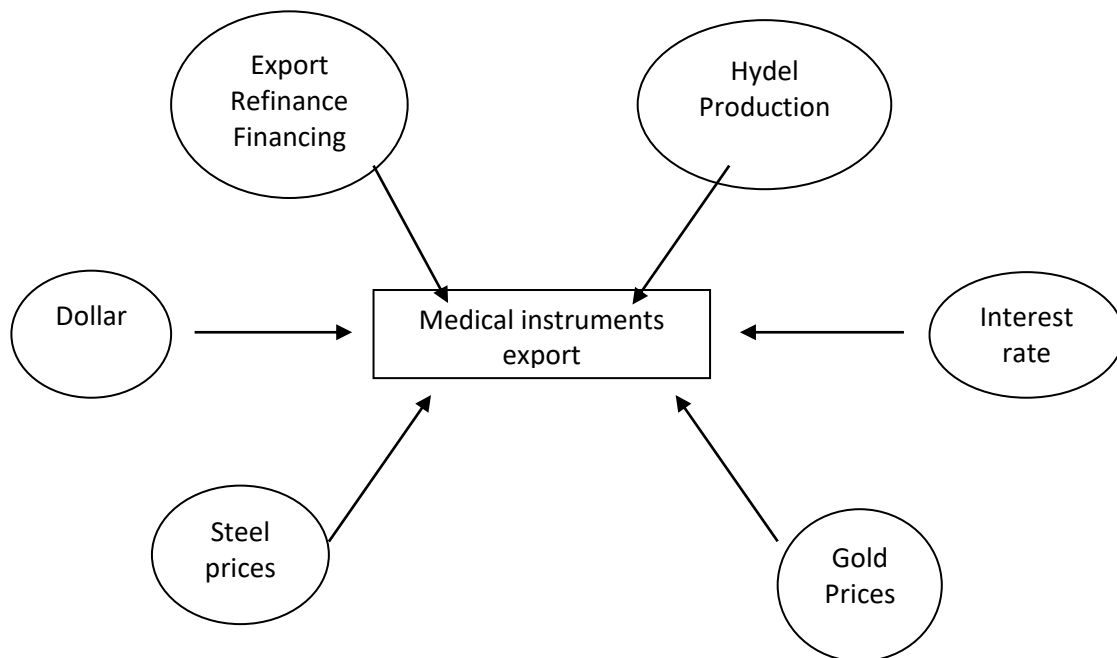 Export
Refinance
Financing
Hydel
Production
Dollar
Medical instruments
export
Interest
rate
Steel
prices
Gold
Prices